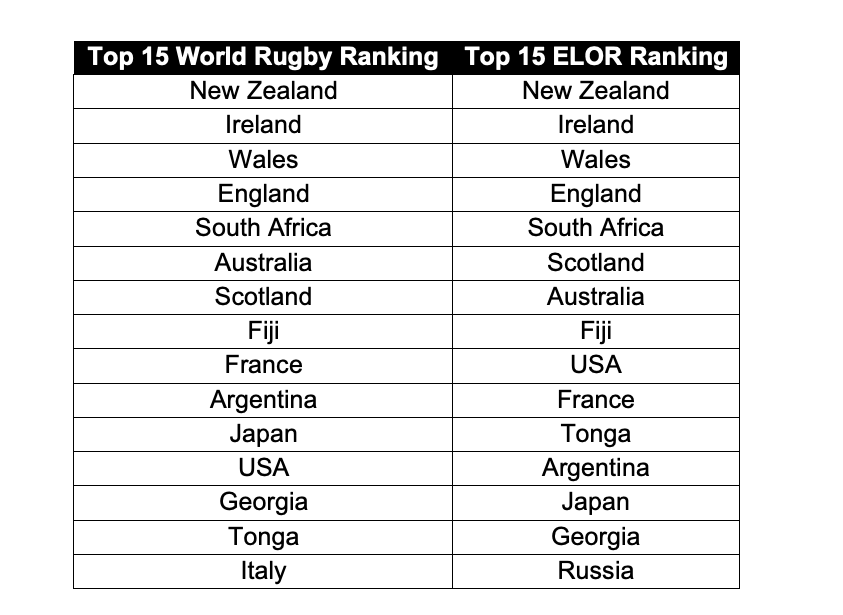 Top 15 World Rugby Ranking Top 15 ELOR Ranking
New Zealand New Zealand
Ireland Ireland
Wales Wales
England England
South Africa South Africa
Australia Scotland
Scotland Australia
Fiji Fiji
France USA
Argentina France
Japan Tonga
USA Argentina
Georgia Japan
Tonga Georgia
Italy Russia